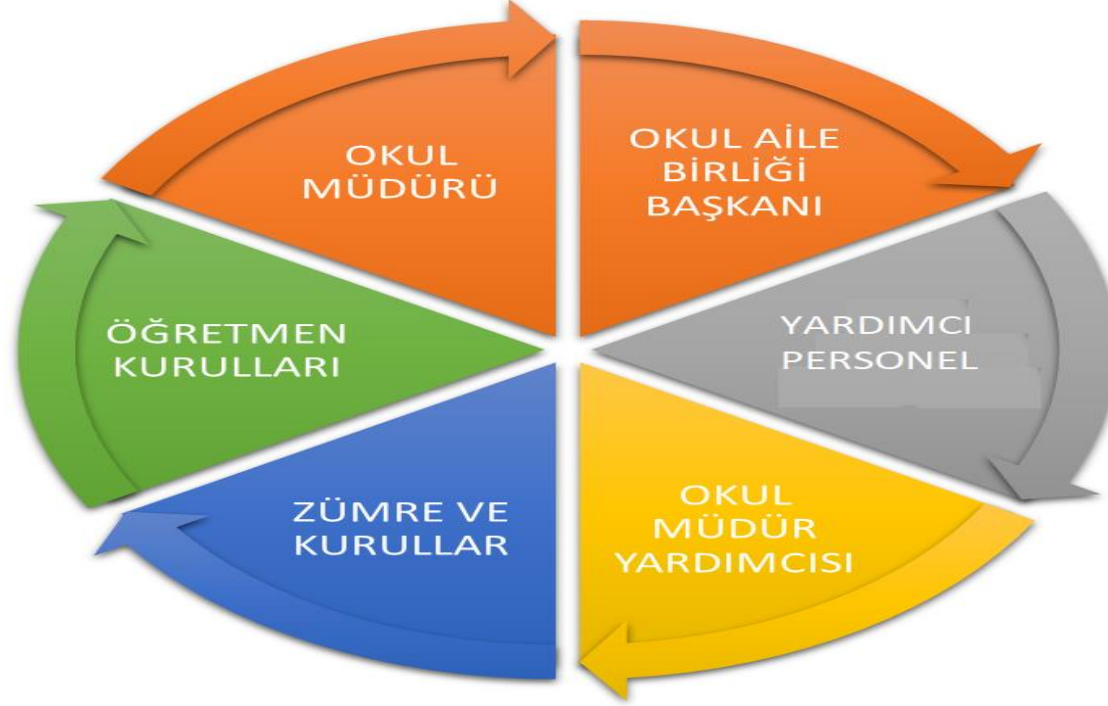 OKUL
MÜDÜRÜ
OKUL AİLE
BİRLİĞİ
BAŞKANI
YARDIMCI
PERSONEL
OKUL
MÜDÜR
YARDIMCISI
ZÜMRE VE
KURULLAR
ÖĞRETMEN
KURULLARI